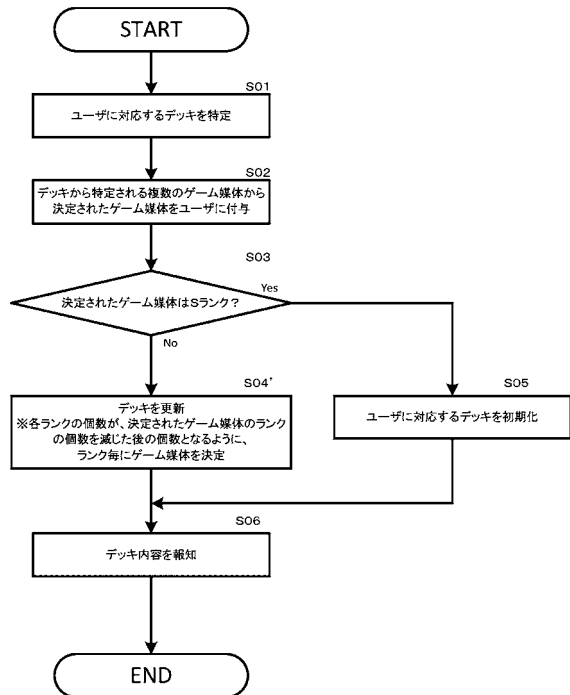 START
S01
ユーザに対応するデッキを特定
S02
デッキから特定される複数のゲーム媒体から
決定されたゲーム媒体をユーザに付与
S03
決定されたゲーム媒体はSランク?
Yes
No
S04'
デッキを更新
※各ランクの個数が、決定されたゲーム媒体のランク
の個数を減じた後の個数となるように、
ランク毎にゲーム媒体を決定
S05
ユーザに対応するデッキを初期化
S06
デッキ内容を報知
END